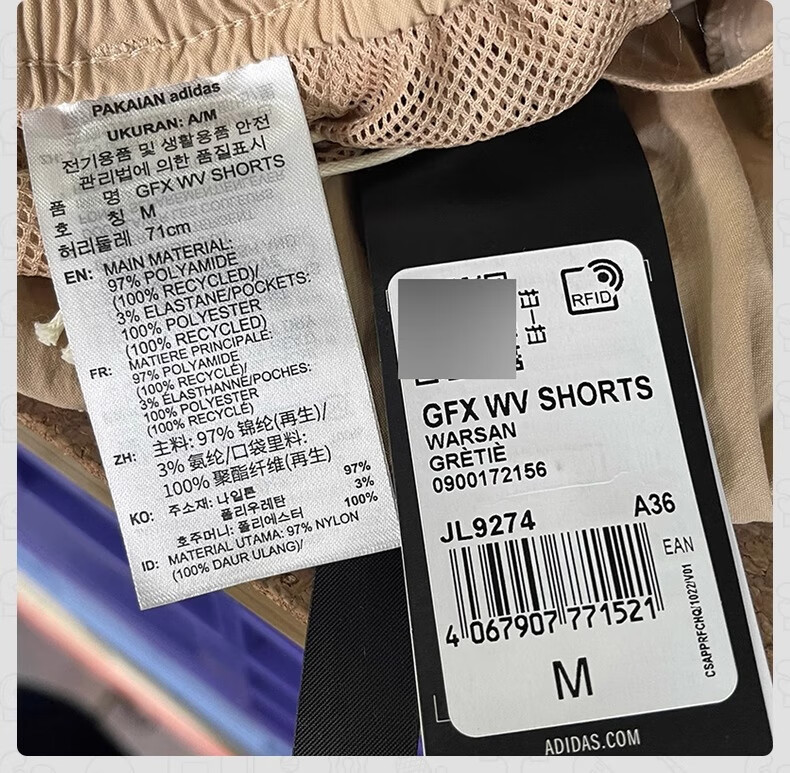 PAKAIAN adidas
UKURAN: A/M
전기용품 및 생활용품 안전
관리법에 의한 품질표시
품 명 GFX WV SHORTS
호 칭 M
허리둘레 71cm
EN: MAIN MATERIAL:
97% POLYAMIDE
(100% RECYCLED)/
3% ELASTANE/POCKETS:
100% POLYESTER
(100% RECYCLED)
FR: MATIERE PRINCIPALE:
97% POLYAMIDE
(100% RECYCLÉ)/
3% ÉLASTHANNE/POCHES:
100% POLYESTER
(100% RECYCLÉ)
ZH: 主料: 97% 锦纶(再生)/
3% 氨纶/口袋里料:
100% 聚酯纤维(再生)
KO: 주소재: 나일론 97%
폴리우레탄 3%
호주머니: 폴리에스터 100%
ID: MATERIAL UTAMA: 97% NYLON
(100% DAUR ULANG)/
RFID
GFX WV SHORTS
WARSAN
GRÈTIÈ
0900172156
JL9274 A36
EAN
4 067907 771521
M
CSAPPRFCHQ/1022/V01
ADIDAS.COM